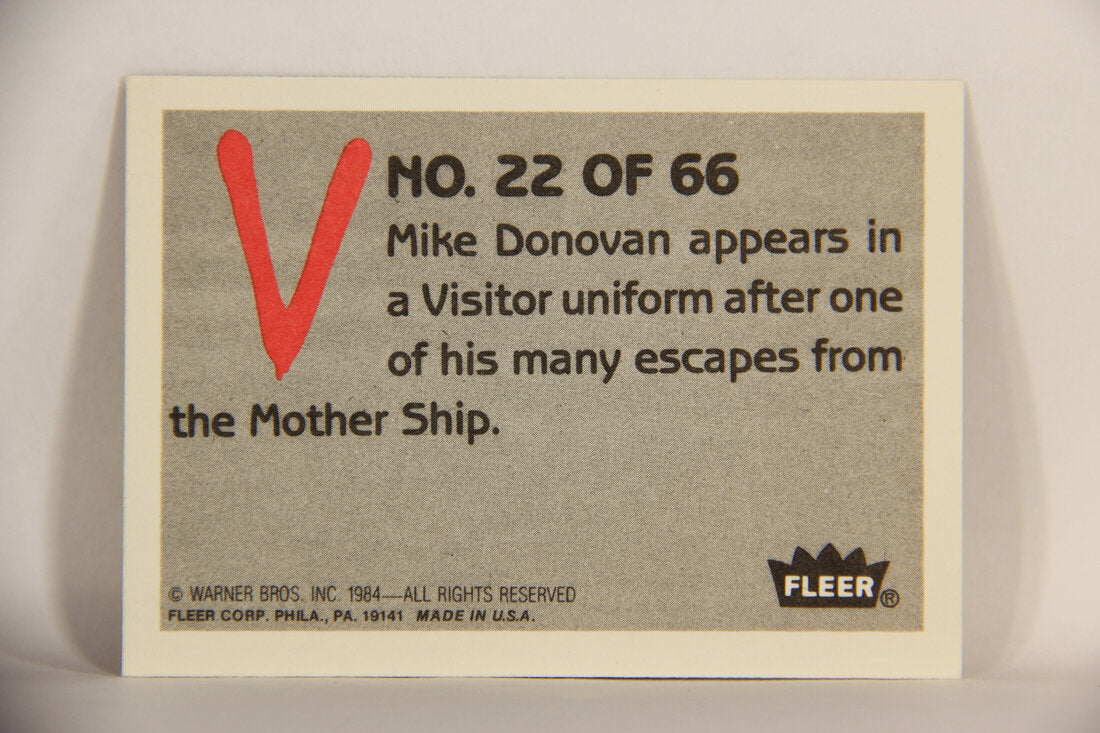 V
NO. 22 OF 66
Mike Donovan appears in
a Visitor uniform after one
of his many escapes from
the Mother Ship.
© WARNER BROS. INC. 1984—ALL RIGHTS RESERVED
FLEER CORP. PHILA., PA. 19141 MADE IN U.S.A.
FLEER®